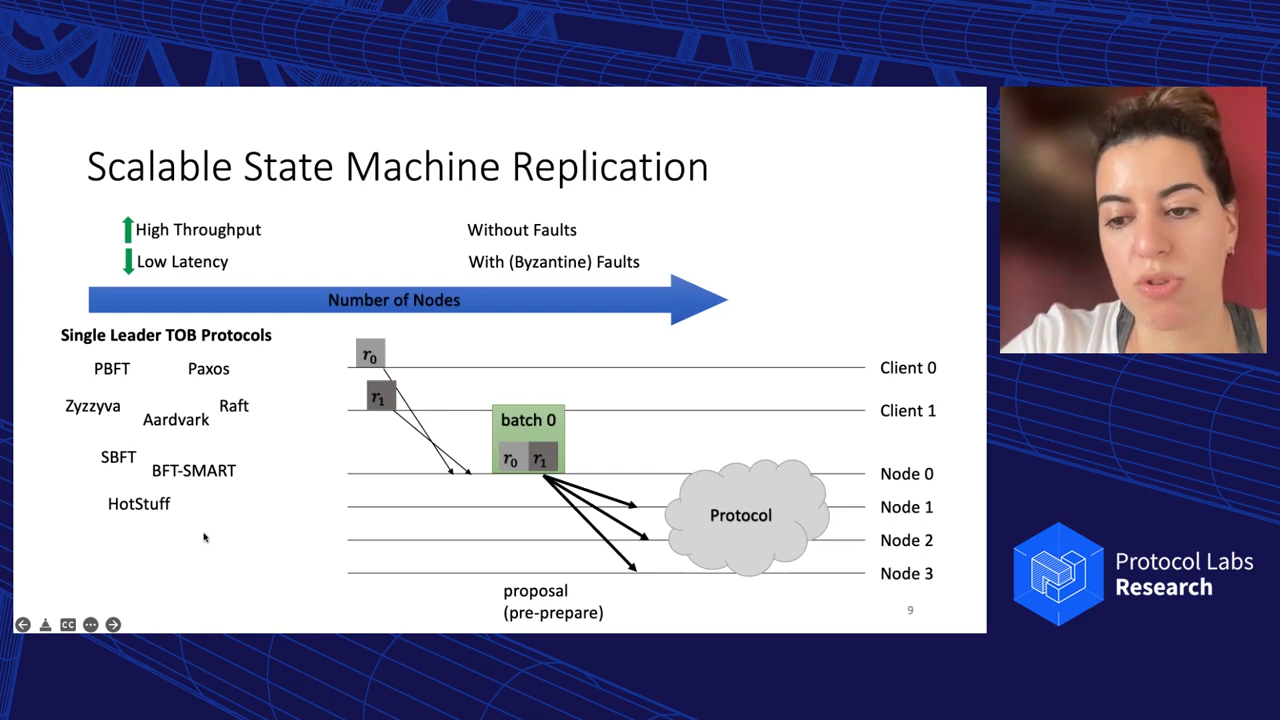 Scalable State Machine Replication
High Throughput
Low Latency
Without Faults
With (Byzantine) Faults
Number of Nodes
Single Leader TOB Protocols
PBFT
Paxos
Zyzzyva
Aardvark
Raft
SBFT
BFT-SMART
HotStuff
r0
r1
batch 0
r0 r1
Protocol
Client 0
Client 1
Node 0
Node 1
Node 2
Node 3
proposal
(pre-prepare)
9
CC
Protocol Labs
Research